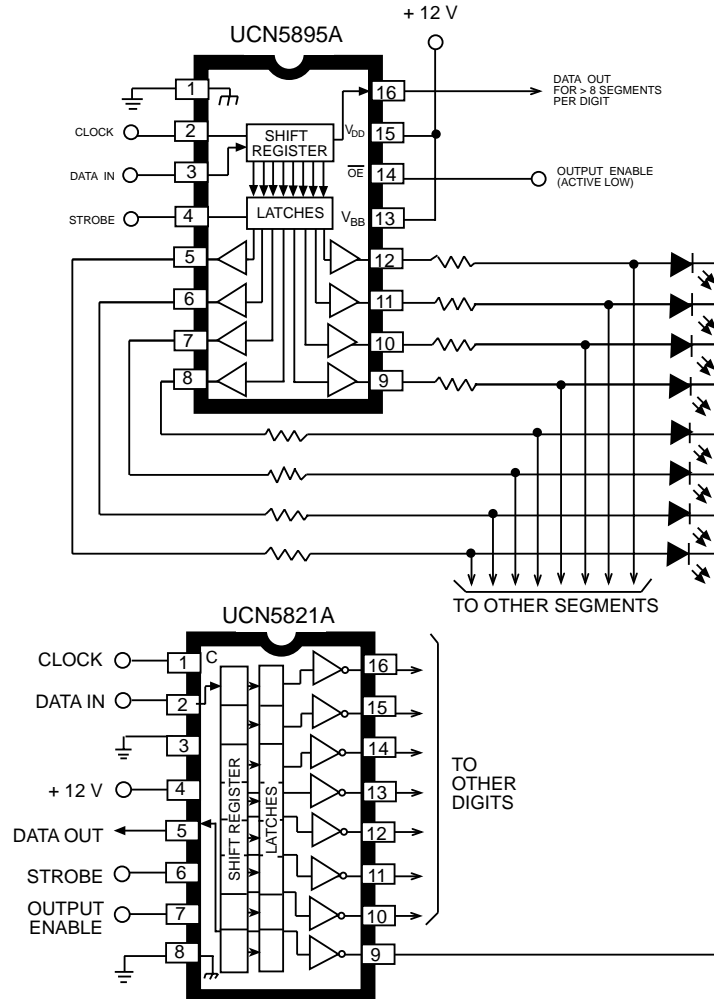 + 12 V
UCN5895A
DATA OUT
FOR > 8 SEGMENTS
PER DIGIT
1
16
CLOCK
2
SHIFT
REGISTER
VDD
15
DATA IN
3
OE
14
OUTPUT ENABLE
(ACTIVE LOW)
STROBE
4
LATCHES
VBB
13
5
12
6
11
7
10
8
9
TO OTHER SEGMENTS
UCN5821A
CLOCK
1
C
16
DATA IN
2
15
3
14
+ 12 V
4
13
DATA OUT
5
12
STROBE
6
11
OUTPUT
ENABLE
7
10
8
9
SHIFT REGISTER
LATCHES
TO
OTHER
DIGITS